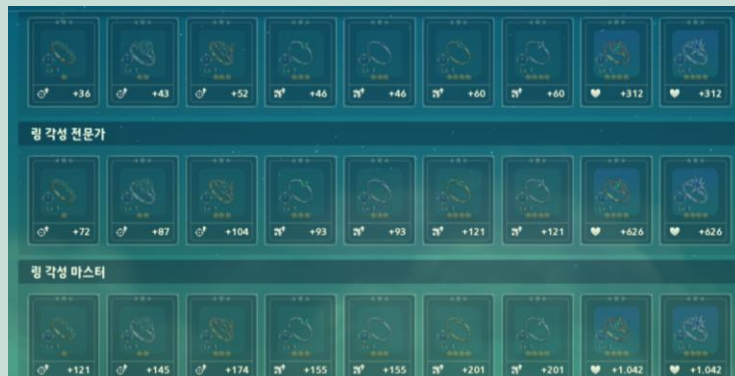 +36 +43 +52 +46 +46 +60 +60 +312 +312
링 각성 전문가
+72 +87 +104 +93 +93 +121 +121 +626 +626
링 각성 마스터
+121 +145 +174 +155 +155 +201 +201 +1.042 +1.042